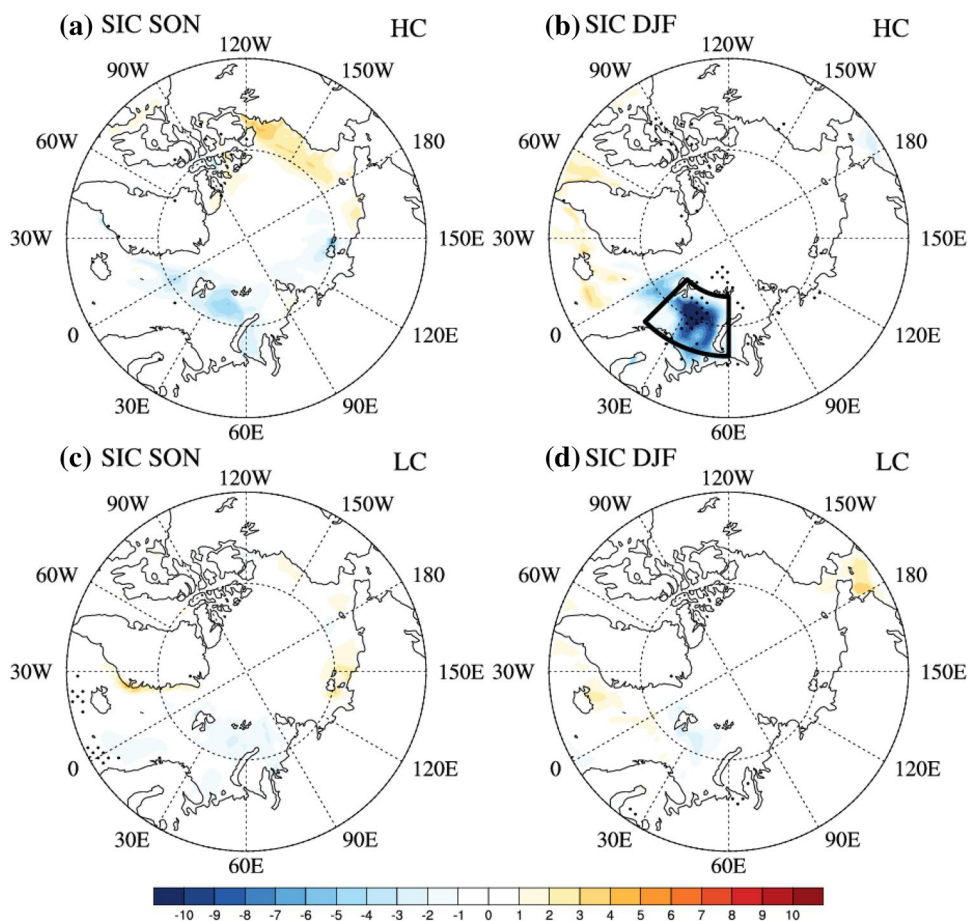 (a) SIC SON HC
(b) SIC DJF HC
120W
90W 150W
60W 180
30W 150E
0 120E
30E 90E
60E
120W
90W 150W
60W 180
30W 150E
0 120E
30E 90E
60E
(c) SIC SON LC
(d) SIC DJF LC
120W
90W 150W
60W 180
30W 150E
0 120E
30E 90E
60E
120W
90W 150W
60W 180
30W 150E
0 120E
30E 90E
60E
-10 -9 -8 -7 -6 -5 -4 -3 -2 -1 0 1 2 3 4 5 6 7 8 9 10